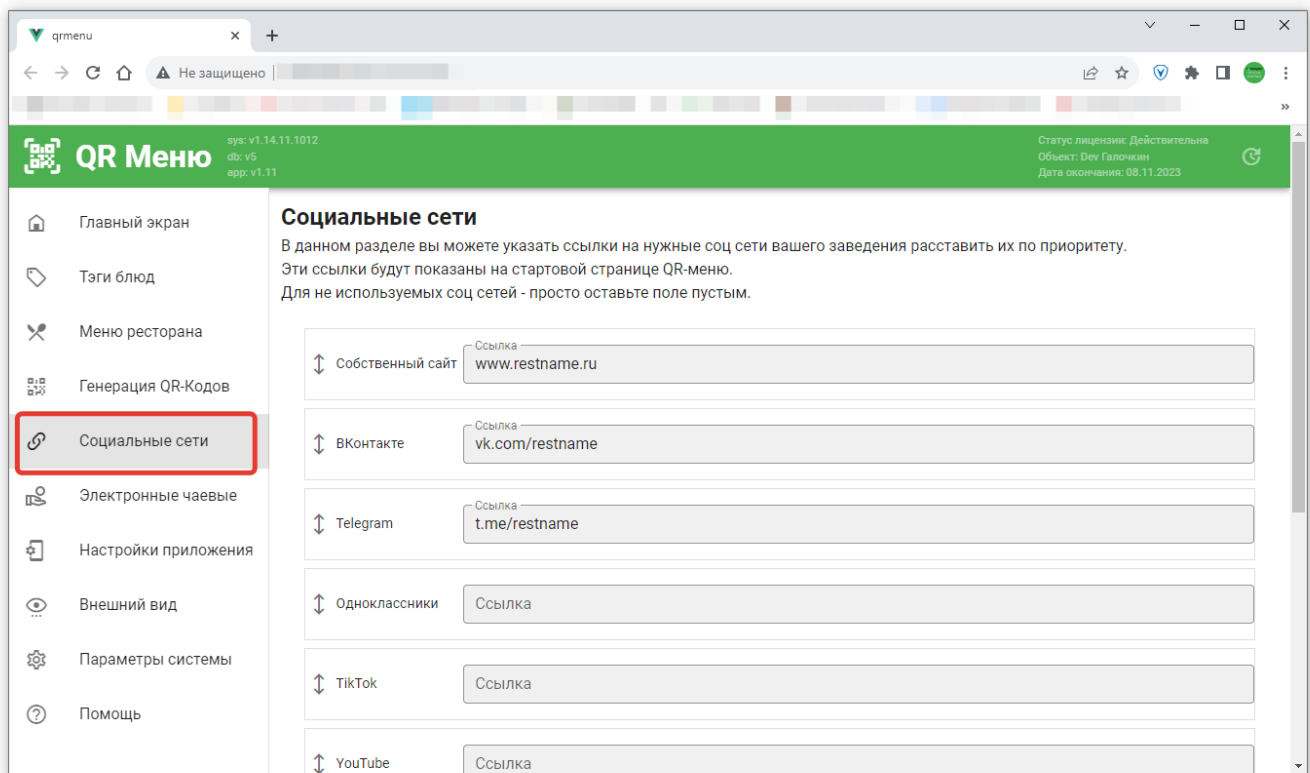 qrmenu
Не защищено
QR Меню
sys: v1.14.11.1012
db: v5
app: v1.11
Статус лицензии: Действительна
Объект: Dev Галочкин
Дата окончания: 08.11.2023
Главный экран
Тэги блюд
Меню ресторана
Генерация QR-Кодов
Социальные сети
Электронные чаевые
Настройки приложения
Внешний вид
Параметры системы
Помощь
Социальные сети
В данном разделе вы можете указать ссылки на нужные соц сети вашего заведения расставить их по приоритету.
Эти ссылки будут показаны на стартовой странице QR-меню.
Для не используемых соц сетей - просто оставьте поле пустым.
Собственный сайт
Ссылка
www.restname.ru
ВКонтакте
Ссылка
vk.com/restname
Telegram
Ссылка
t.me/restname
Одноклассники
Ссылка
TikTok
Ссылка
YouTube
Ссылка